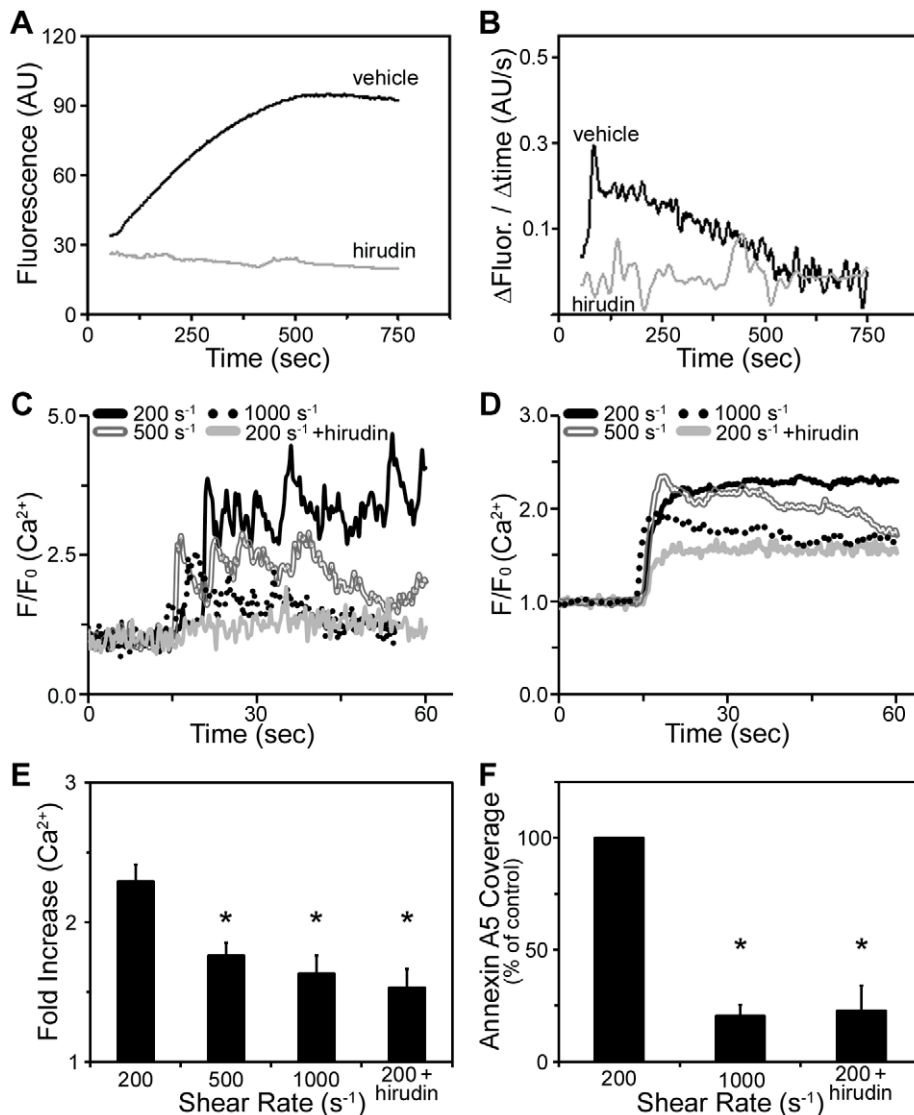 A
Fluorescence (AU)
120
90
60
30
0
vehicle
hirudin
0
250
500
750
Time (sec)
B
ΔFluor. / Δtime (AU/s)
0.5
0.3
0.1
vehicle
hirudin
0
250
500
750
Time (sec)
C
F/F₀ (Ca²⁺)
5.0
2.5
0.0
200 s⁻¹
1000 s⁻¹
500 s⁻¹
200 s⁻¹ +hirudin
0
30
60
Time (sec)
D
F/F₀ (Ca²⁺)
3.0
2.0
1.0
0.0
200 s⁻¹
1000 s⁻¹
500 s⁻¹
200 s⁻¹ +hirudin
0
30
60
Time (sec)
E
Fold Increase (Ca²⁺)
3
2
1
*
*
*
200
500
1000
200 +
hirudin
Shear Rate (s⁻¹)
F
Annexin A5 Coverage
(% of control)
100
50
0
*
*
200
1000
200 +
hirudin
Shear Rate (s⁻¹)